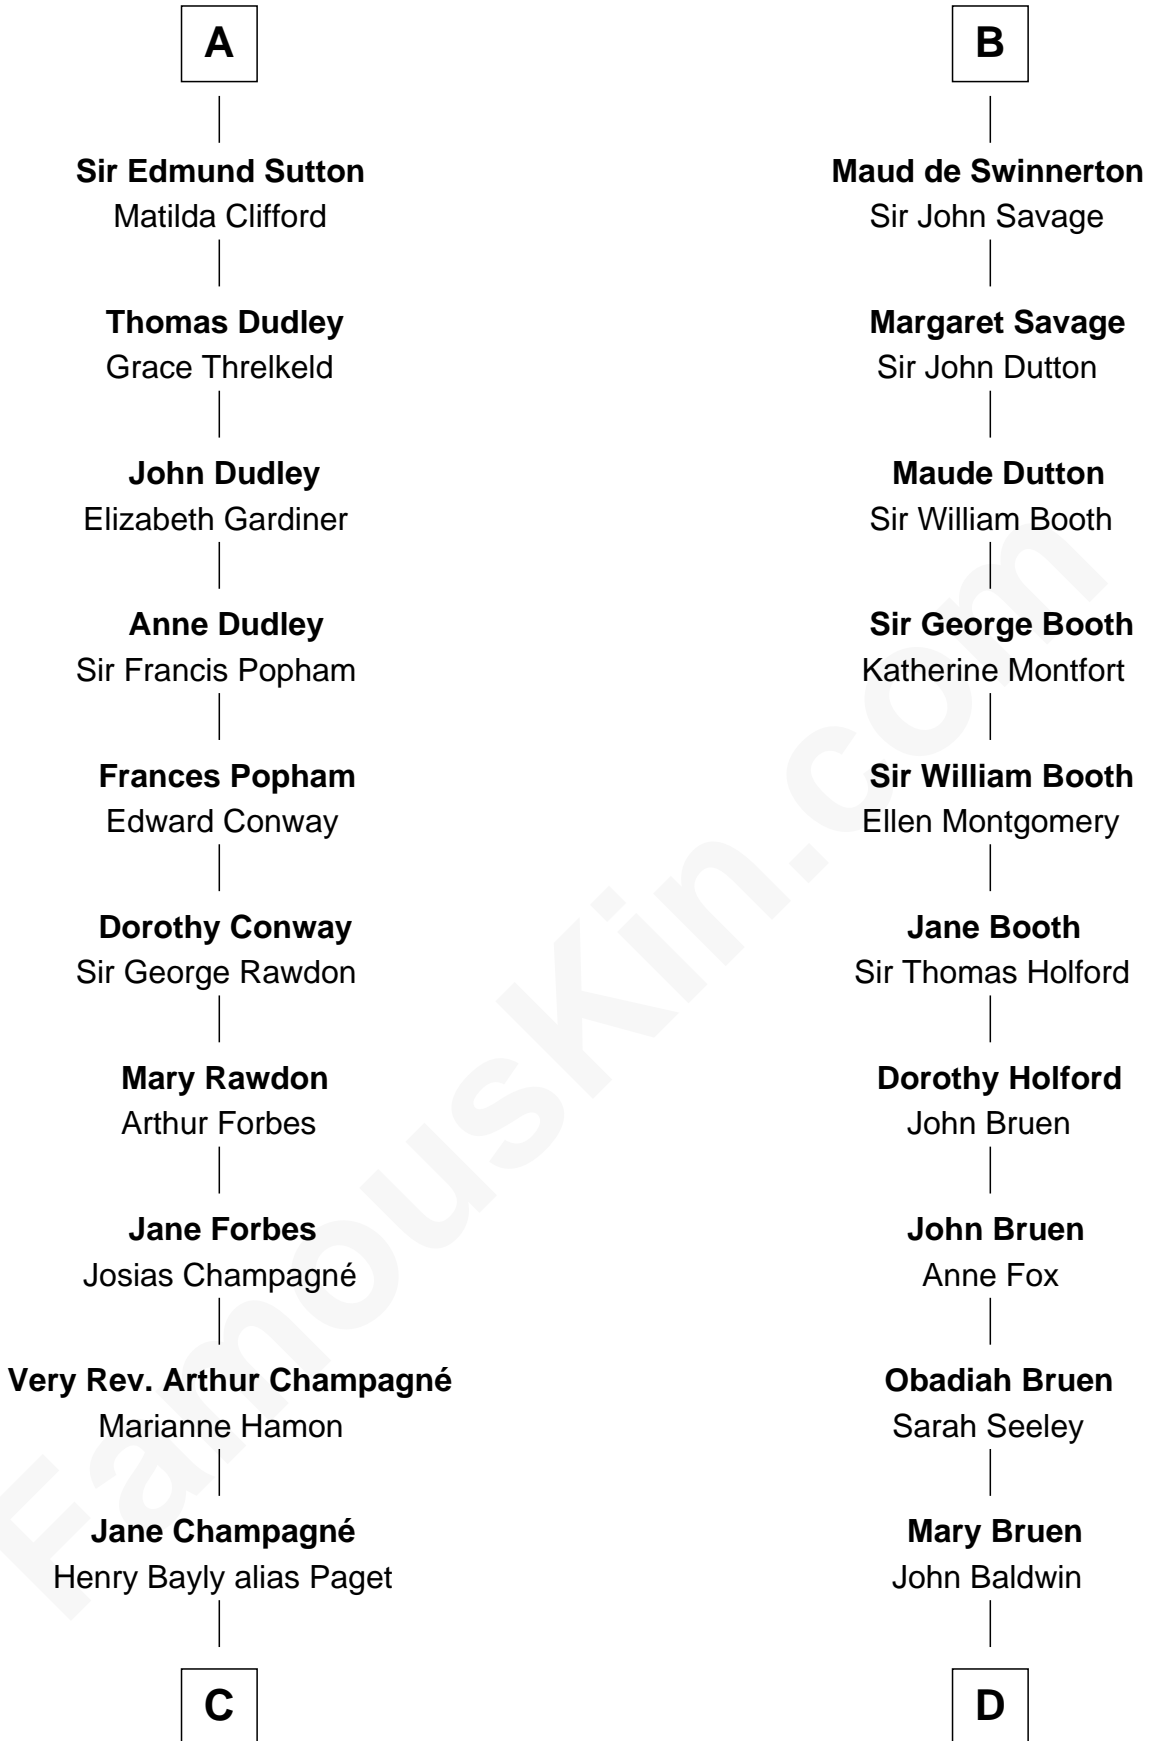 A
Sir Edmund Sutton
Matilda Clifford
Thomas Dudley
Grace Threlkeld
John Dudley
Elizabeth Gardiner
Anne Dudley
Sir Francis Popham
Frances Popham
Edward Conway
Dorothy Conway
Sir George Rawdon
Mary Rawdon
Arthur Forbes
Jane Forbes
Josias Champagné
Very Rev. Arthur Champagné
Marianne Hamon
Jane Champagné
Henry Bayly alias Paget
C
B
Maud de Swinnerton
Sir John Savage
Margaret Savage
Sir John Dutton
Maude Dutton
Sir William Booth
Sir George Booth
Katherine Montfort
Sir William Booth
Ellen Montgomery
Jane Booth
Sir Thomas Holford
Dorothy Holford
John Bruen
John Bruen
Anne Fox
Obadiah Bruen
Sarah Seeley
Mary Bruen
John Baldwin
D
FamousKin.com